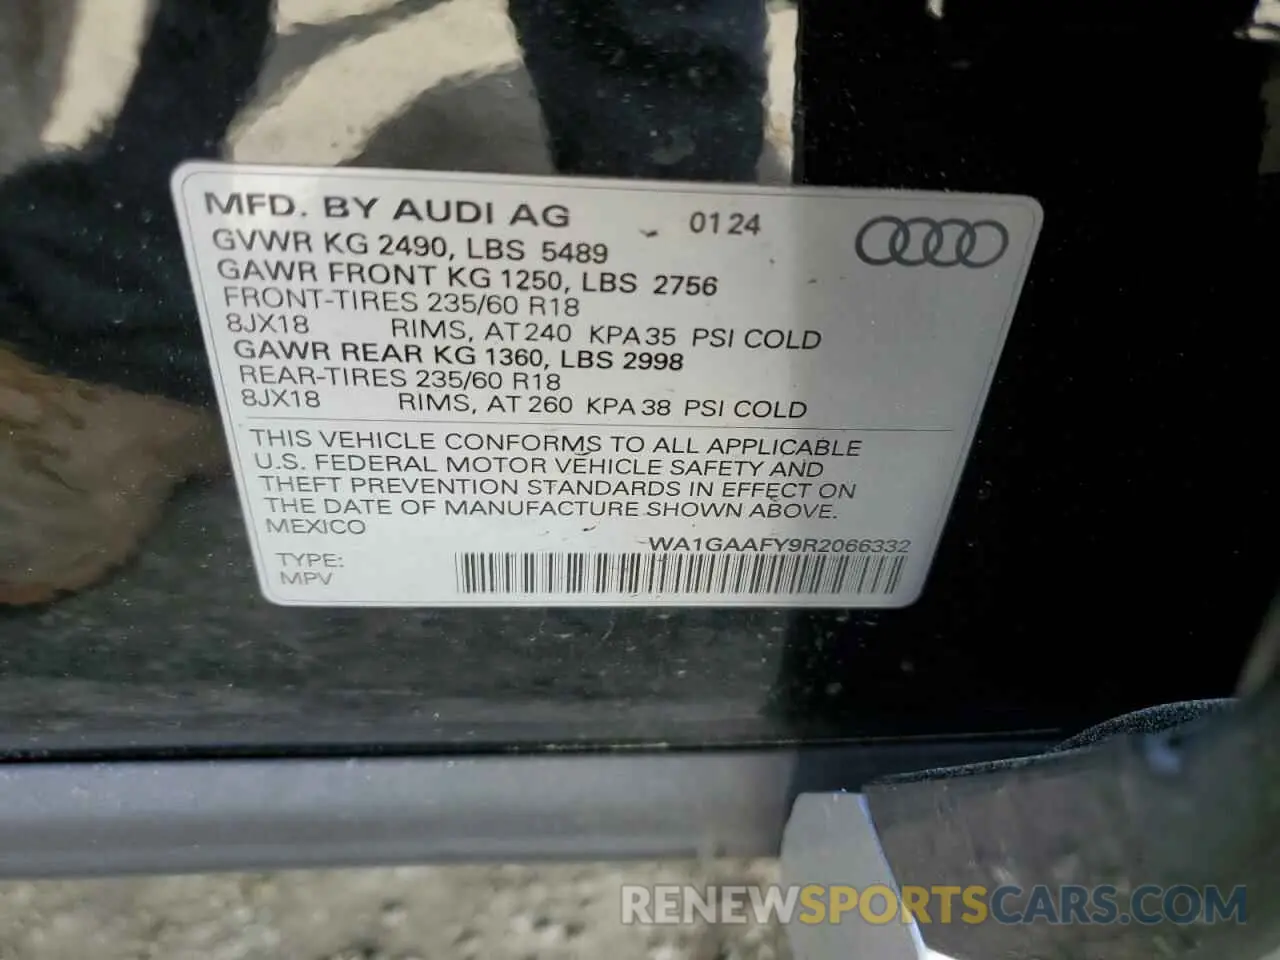 MFD. BY AUDI AG 01 24
GVWR KG 2490, LBS 5489
GAWR FRONT KG 1250, LBS 2756
FRONT-TIRES 235/60 R18
8JX18 RIMS, AT 240 KPA 35 PSI COLD
GAWR REAR KG 1360, LBS 2998
REAR-TIRES 235/60 R18
8JX18 RIMS, AT 260 KPA 38 PSI COLD
THIS VEHICLE CONFORMS TO ALL APPLICABLE
U.S. FEDERAL MOTOR VEHICLE SAFETY AND
THEFT PREVENTION STANDARDS IN EFFECT ON
THE DATE OF MANUFACTURE SHOWN ABOVE.
MEXICO
WA1GAAFY9R2066332
TYPE:
MPV
RENEWSPORTSCARS.COM